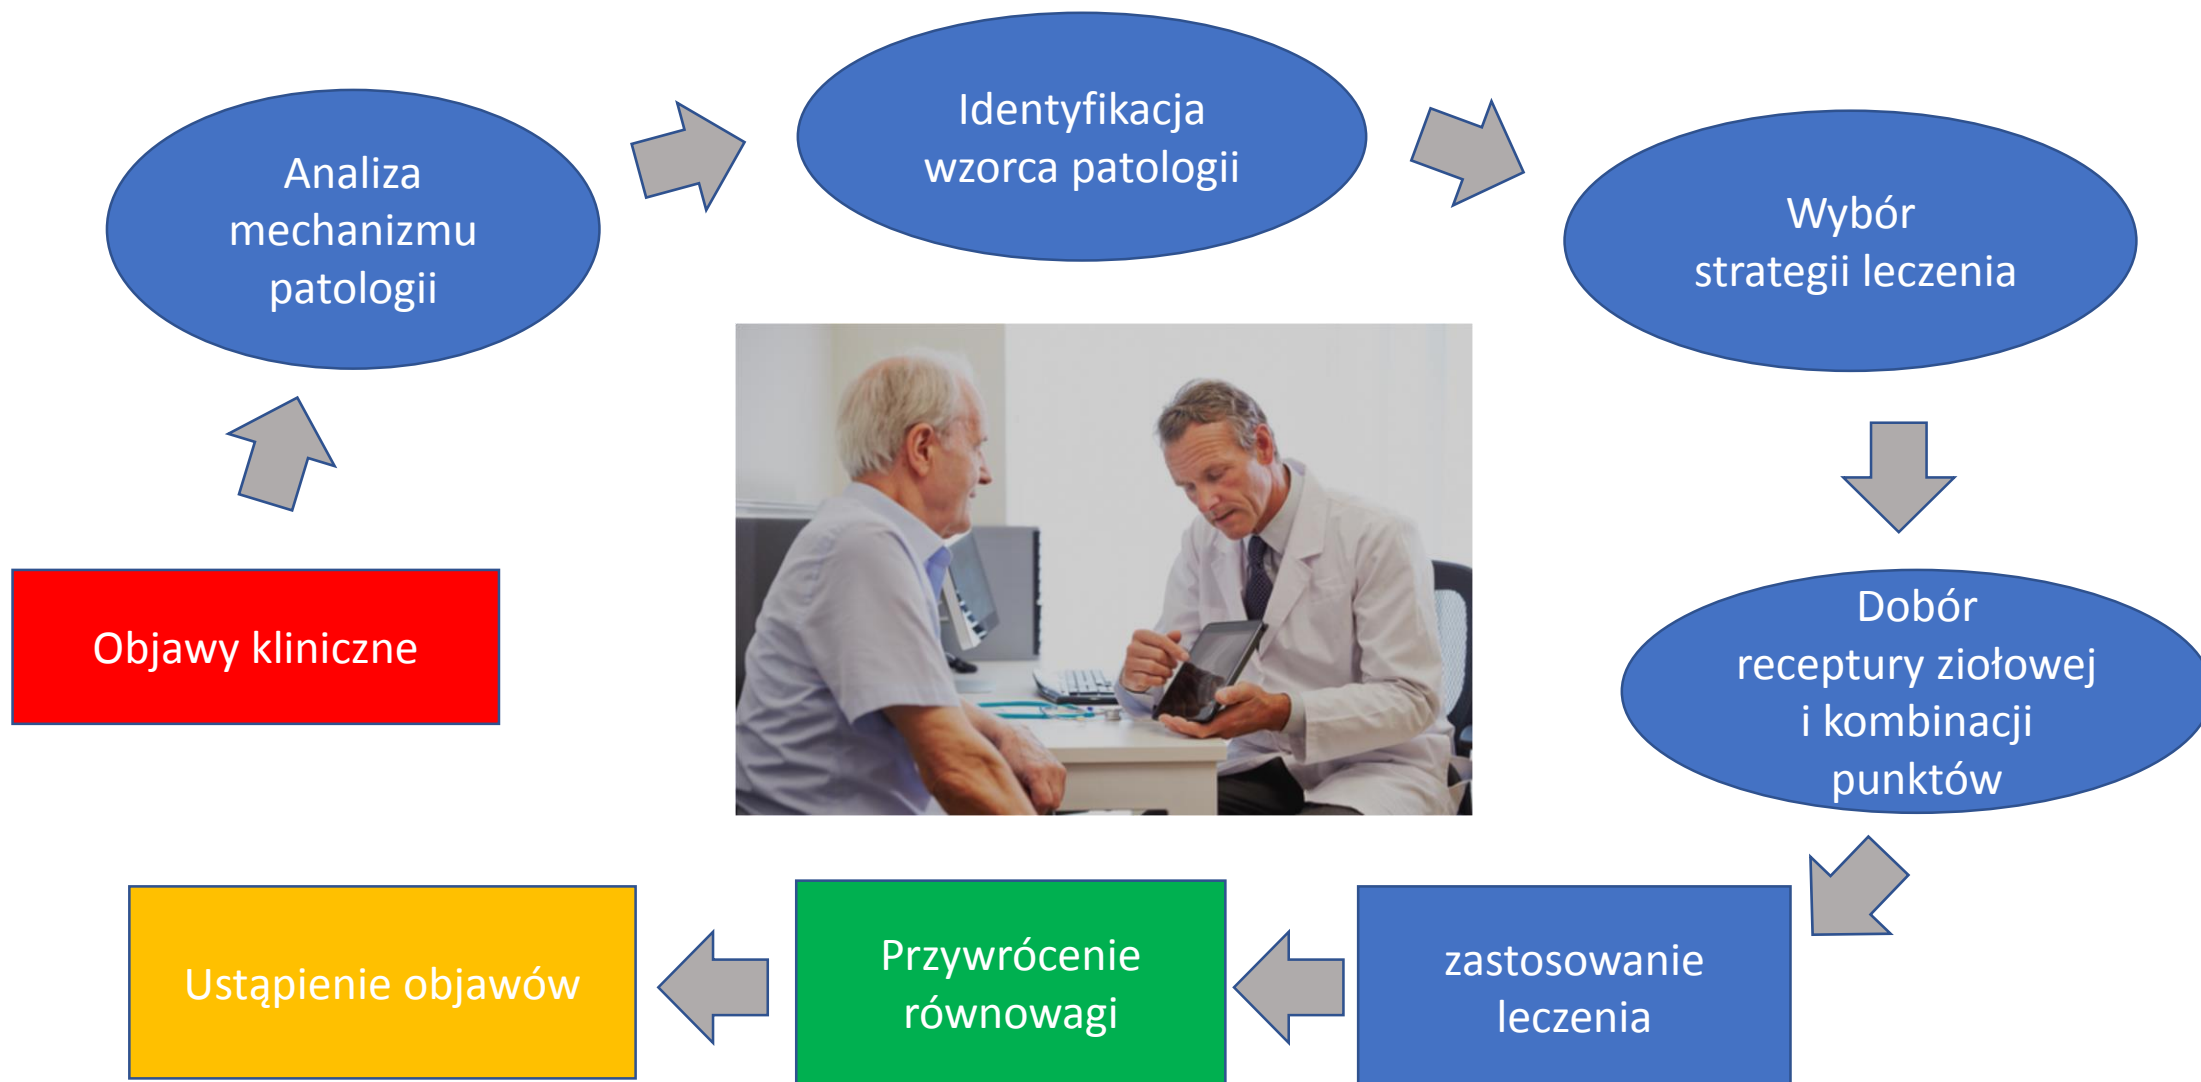 Objawy kliniczne
Analiza
mechanizmu
patologii
Identyfikacja
wzorca patologii
Wybór
strategii leczenia
Dobór
receptury ziołowej
i kombinacji
punktów
zastosowanie
leczenia
Przywrócenie
równowagi
Ustąpienie objawów